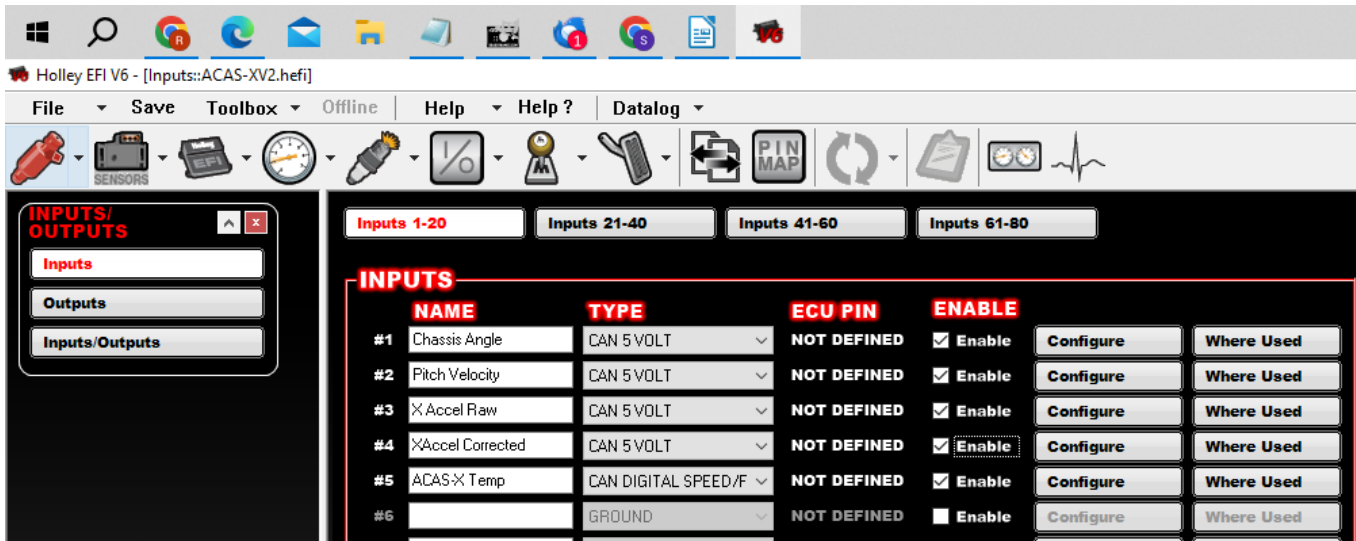 Holley EFI V6 - [Inputs::ACAS-XV2.hefi]
File Save Toolbox Offline Help Help ? Datalog
SENSORS
Holley
EFI
1/0
PIN
MAP
INPUTS/
OUTPUTS
Inputs
Outputs
Inputs/Outputs
Inputs 1-20 Inputs 21-40 Inputs 41-60 Inputs 61-80
INPUTS
NAME TYPE ECU PIN ENABLE
#1 Chassis Angle CAN 5 VOLT NOT DEFINED Enable Configure Where Used
#2 Pitch Velocity CAN 5 VOLT NOT DEFINED Enable Configure Where Used
#3 X Accel Raw CAN 5 VOLT NOT DEFINED Enable Configure Where Used
#4 XAccel Corrected CAN 5 VOLT NOT DEFINED Enable Configure Where Used
#5 ACAS-X Temp CAN DIGITAL SPEED/F NOT DEFINED Enable Configure Where Used
#6 GROUND NOT DEFINED Enable Configure Where Used